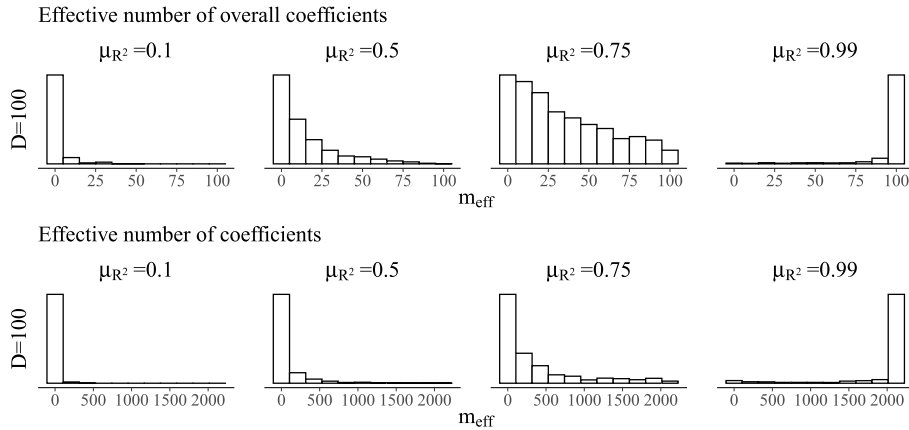 Effective number of overall coefficients
μR² =0.1 μR² =0.5 μR² =0.75 μR² =0.99
D=100
0 25 50 75 100 0 25 50 75 100 0 25 50 75 100 0 25 50 75 100
meff
Effective number of coefficients
μR² =0.1 μR² =0.5 μR² =0.75 μR² =0.99
D=100
0 500 1000 1500 2000 0 500 1000 1500 2000 0 500 1000 1500 2000 0 500 1000 1500 2000
meff